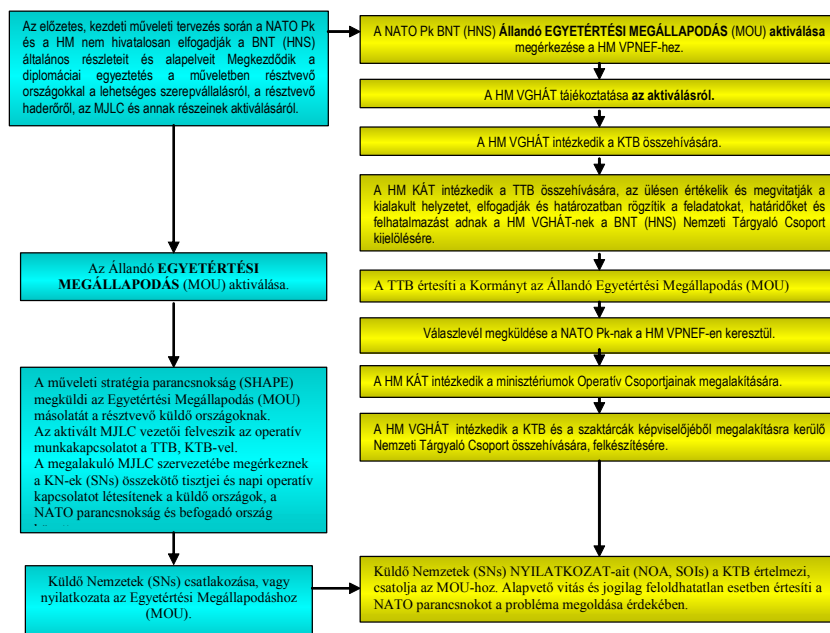 Az előzetes, kezdeti műveleti tervezés során a NATO Pk
és a HM nem hivatalosan elfogadják a BNT (HNS)
általános részleteit és alapelveit Megkezdődik a
diplomáciai egyeztetés a műveletben résztvevő
országokkal a lehetséges szerepvállalásról, a résztvevő
haderőről, az MJLC és annak részeinek aktiválásáról.
Az Állandó EGYETÉRTÉSI
MEGÁLLAPODÁS (MOU) aktiválása.
A műveleti stratégia parancsnokság (SHAPE)
megküldi az Egyetértési Megállapodás (MOU)
másolatát a résztvevő küldő országoknak.
Az aktivált MJLC vezetői felveszik az operatív
munkakapcsolatot a TTB, KTB-vel.
A megalakuló MJLC szervezetébe megérkeznek
a KN-ek (SNs) összekötő tisztjei és napi operatív
kapcsolatot létesítenek a küldő országok, a
NATO parancsnokság és befogadó ország
Küldő Nemzetek (SNs) csatlakozása, vagy
nyilatkozata az Egyetértési Megállapodáshoz
(MOU).
A NATO Pk BNT (HNS) Állandó EGYETÉRTÉSI MEGÁLLAPODÁS (MOU) aktiválása
megérkezése a HM VPNEF-hez.
A HM VGHÁT tájékoztatása az aktiválásról.
A HM VGHÁT intézkedik a KTB összehívására.
A HM KÁT intézkedik a TTB összehívására, az ülésen értékelik és megvitatják a
kialakult helyzetet, elfogadják és határozatban rögzítik a feladatokat, határidőket és
felhatalmazást adnak a HM VGHÁT-nek a BNT (HNS) Nemzeti Tárgyaló Csoport
kijelölésére.
A TTB értesíti a Kormányt az Állandó Egyetértési Megállapodás (MOU)
Válaszlevél megküldése a NATO Pk-nak a HM VPNEF-en keresztül.
A HM KÁT intézkedik a minisztériumok Operatív Csoportjainak megalakítására.
A HM VGHÁT intézkedik a KTB és a szaktárcák képviselőjéből megalakításra kerülő
Nemzeti Tárgyaló Csoport összehívására, felkészítésére.
Küldő Nemzetek (SNs) NYILATKOZAT-ait (NOA, SOIs) a KTB értelmezi,
csatolja az MOU-hoz. Alapvető vitás és jogilag feloldhatatlan esetben értesíti a
NATO parancsnokot a probléma megoldása érdekében.